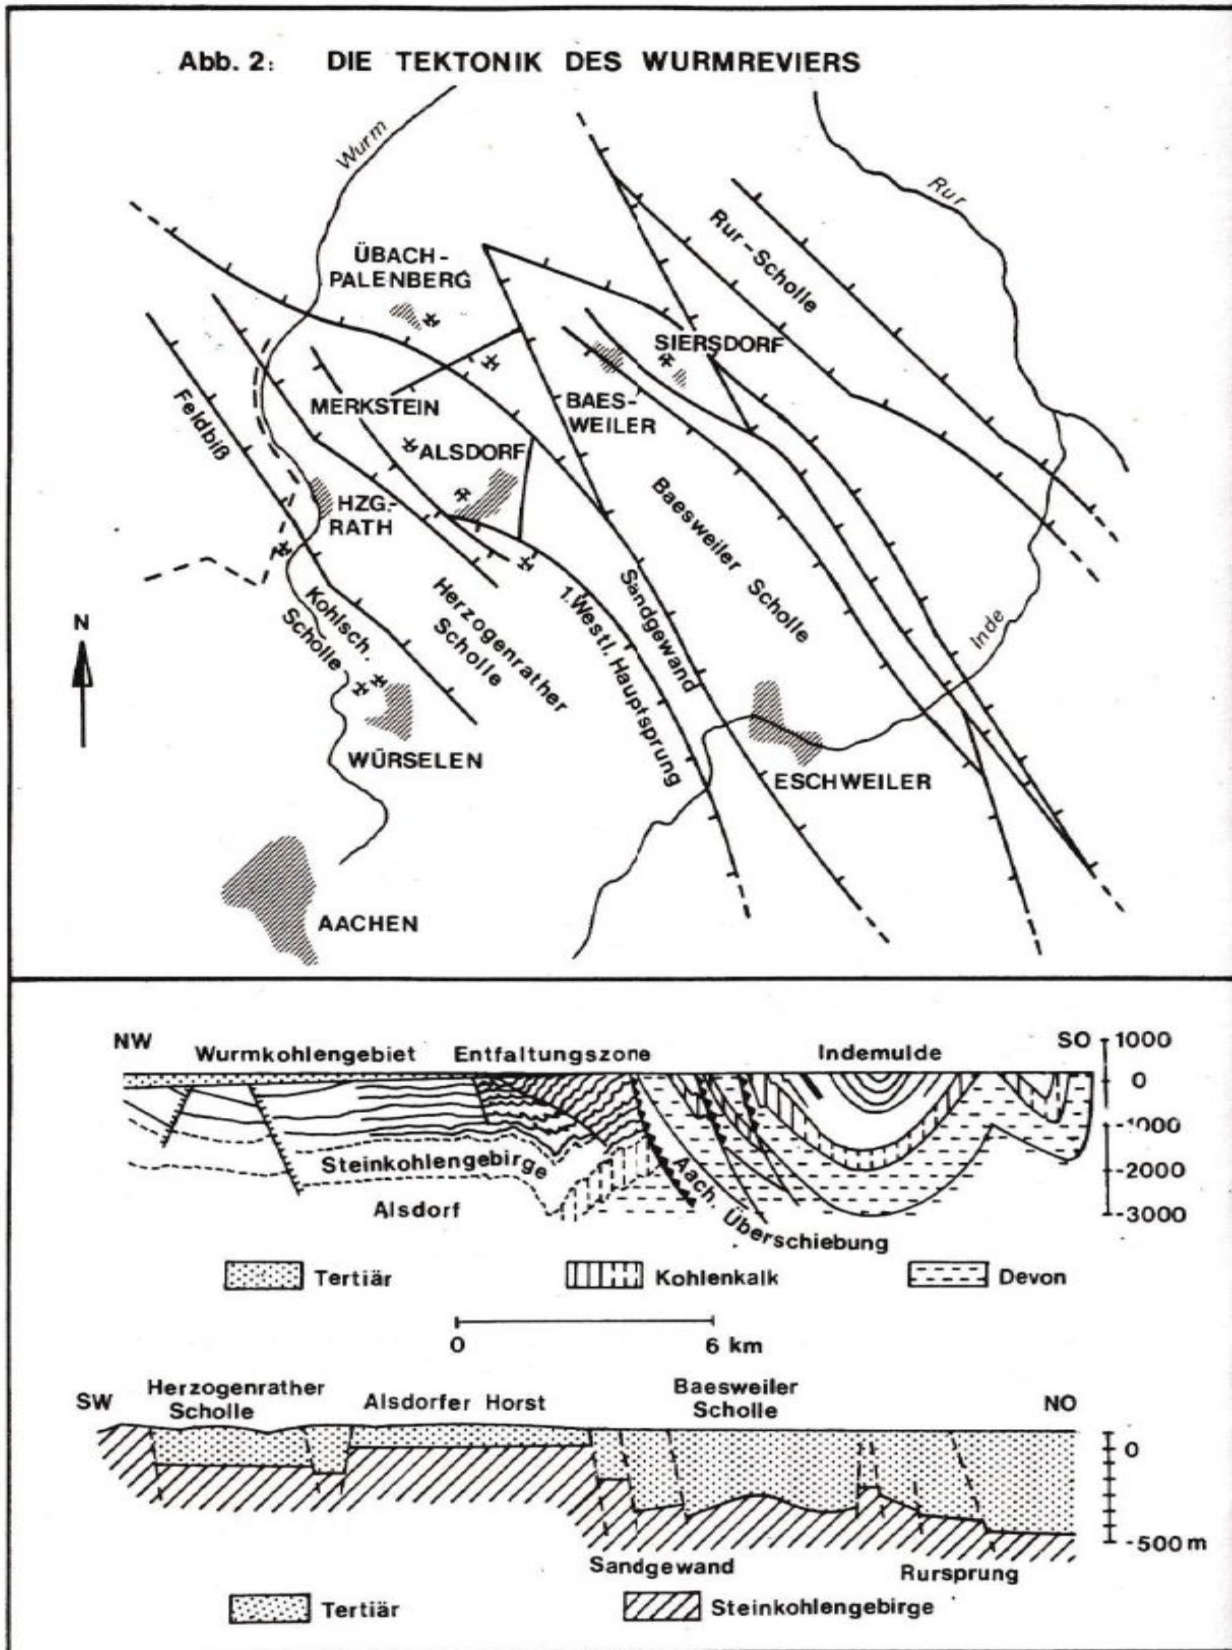 Abb. 2: DIE TEKTONIK DES WURMREVIERS
Wurm
Rur
Rur-Scholle
ÜBACH-
PALENBERG
SIERSDORF
MERKSTEIN
BAES-
WEILER
Feldbiß
ALSDORF
HZG.-
RATH
Baesweiler Scholle
Sandgewand
Herzogenrather
Scholle
1.Westl. Hauptsprung
Kohlsch.
Scholle
Inde
N
WÜRSELEN
ESCHWEILER
AACHEN
NW
Wurmkohlengebiet
Entfaltungszone
Indemulde
SO
1000
0
-1000
-2000
-3000
Steinkohlengebirge
Alsdorf
Aach. Überschiebung
Tertiär
Kohlenkalk
Devon
0
6 km
SW
Herzogenrather
Scholle
Alsdorfer Horst
Baesweiler
Scholle
NO
0
-500 m
Sandgewand
Rursprung
Tertiär
Steinkohlengebirge